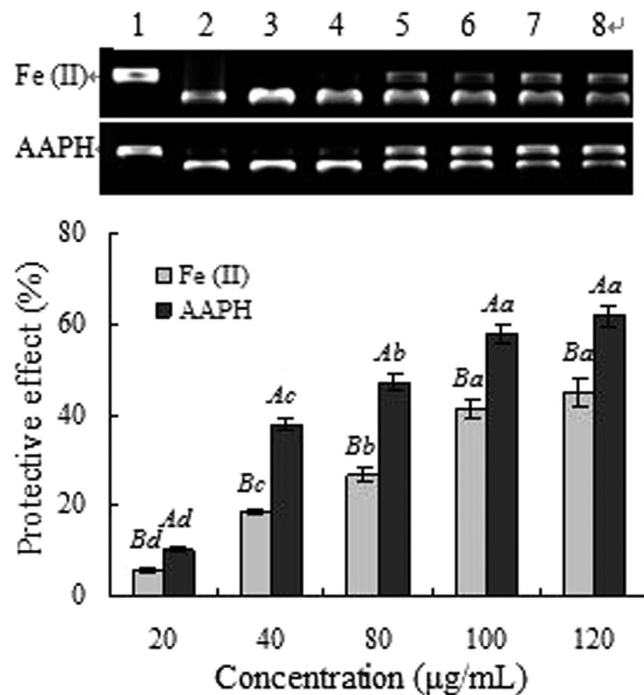 1 2 3 4 5 6 7 8↵
Fe (II)
AAPH
80
60
40
20
0
Protective effect (%)
Fe (II)
AAPH
Bd Ad Bc Ac Bb Ab Ba Aa Ba Aa
20 40 80 100 120
Concentration (µg/mL)